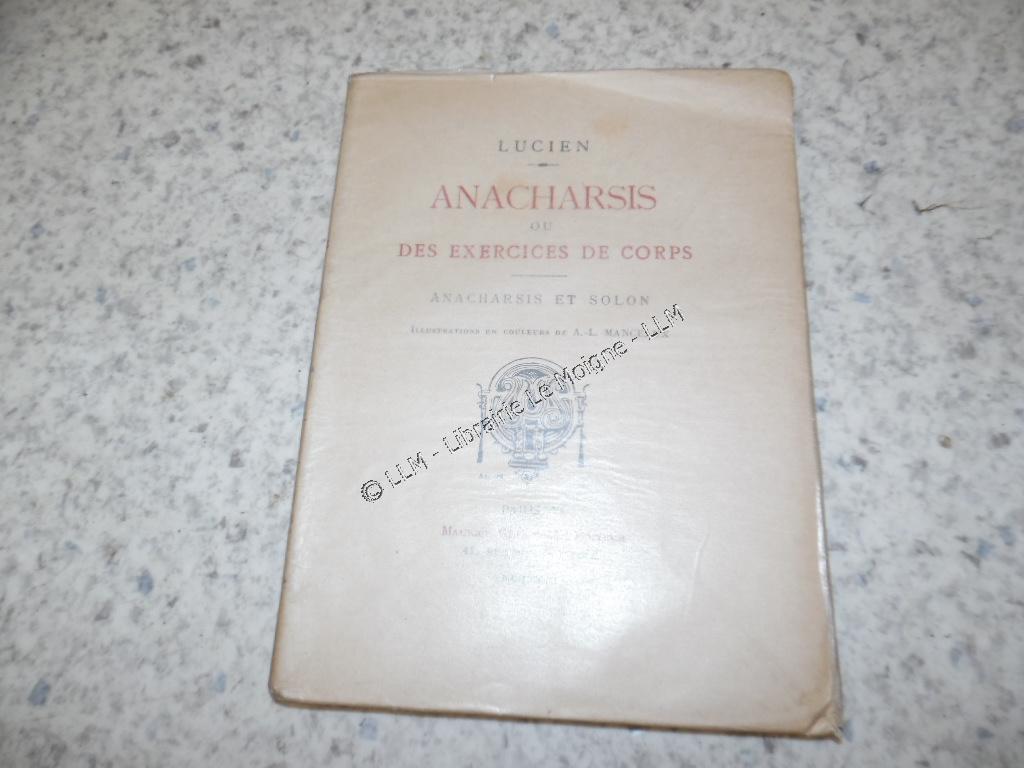 LUCIEN
ANACHARSIS
OU
DES EXERCICES DE CORPS
ANACHARSIS ET SOLON
ILLUSTRATIONS EN COULEURS DE A.-L.
© LLM - Librairie Le Moigne - LLM
PARIS